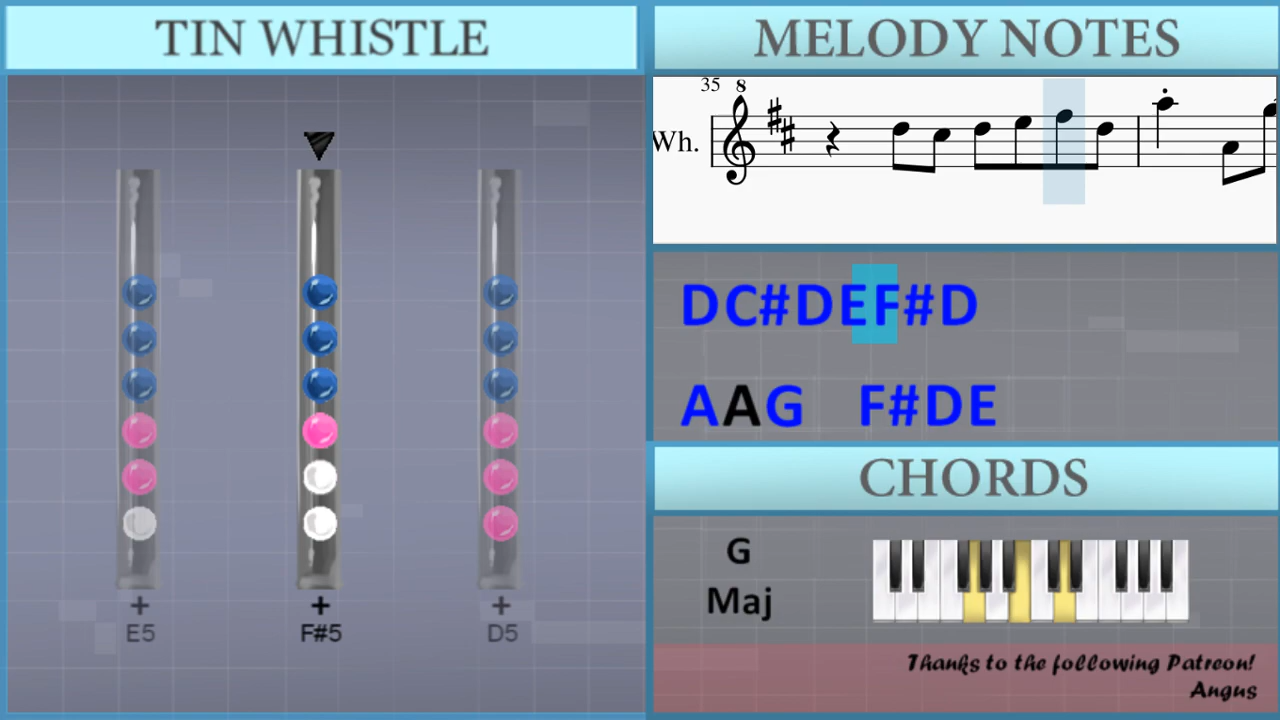 TIN WHISTLE
+
E5
+
F#5
+
D5
MELODY NOTES
35
8
Wh.
DC#DEF#D
AAG F#DE
CHORDS
G
Maj
Thanks to the following Patreon!
Angus